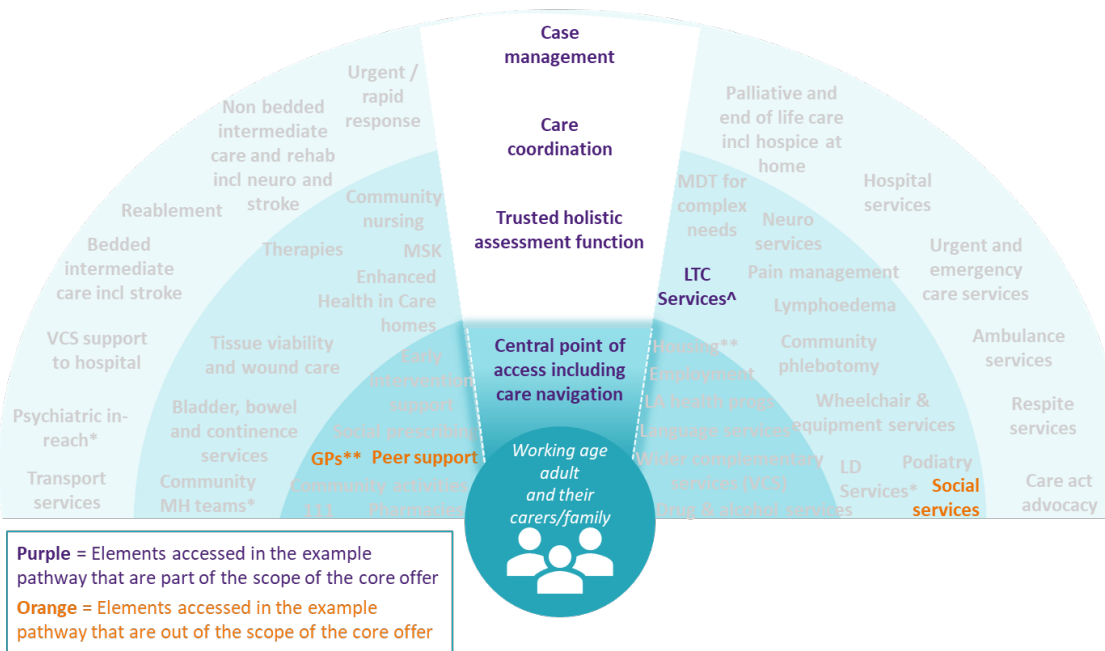 Case
management
Care
coordination
Trusted holistic
assessment function
Central point of
access including
care navigation
Working age
adult
and their
carers/family
Urgent /
rapid
response
Non bedded
intermediate
care and rehab
incl neuro and
stroke
Reablement
Bedded
intermediate
care incl stroke
VCS support
to hospital
Psychiatric in-
reach*
Transport
services
Community
nursing
Therapies
MSK
Enhanced
Health in Care
homes
Tissue viability
and wound care
Bladder, bowel
and continence
services
Community
MH teams*
Early
intervention
support
Social prescribing
GPs** Peer support
Community activities
111 Pharmacies
Palliative and
end of life care
incl hospice at
home
Hospital
services
Urgent and
emergency
care services
Ambulance
services
Respite
services
Care act
advocacy
MDT for
complex
needs
Neuro
services
LTC
Services^
Pain management
Lymphoedema
Community
phlebotomy
Wheelchair &
equipment services
LD
Services*
Podiatry
Social
services
Housing**
Employment
LA health progs
Language services
Wider complementary
services (VCS)
Drug & alcohol services
Purple = Elements accessed in the example
pathway that are part of the scope of the core offer
Orange = Elements accessed in the example
pathway that are out of the scope of the core offer